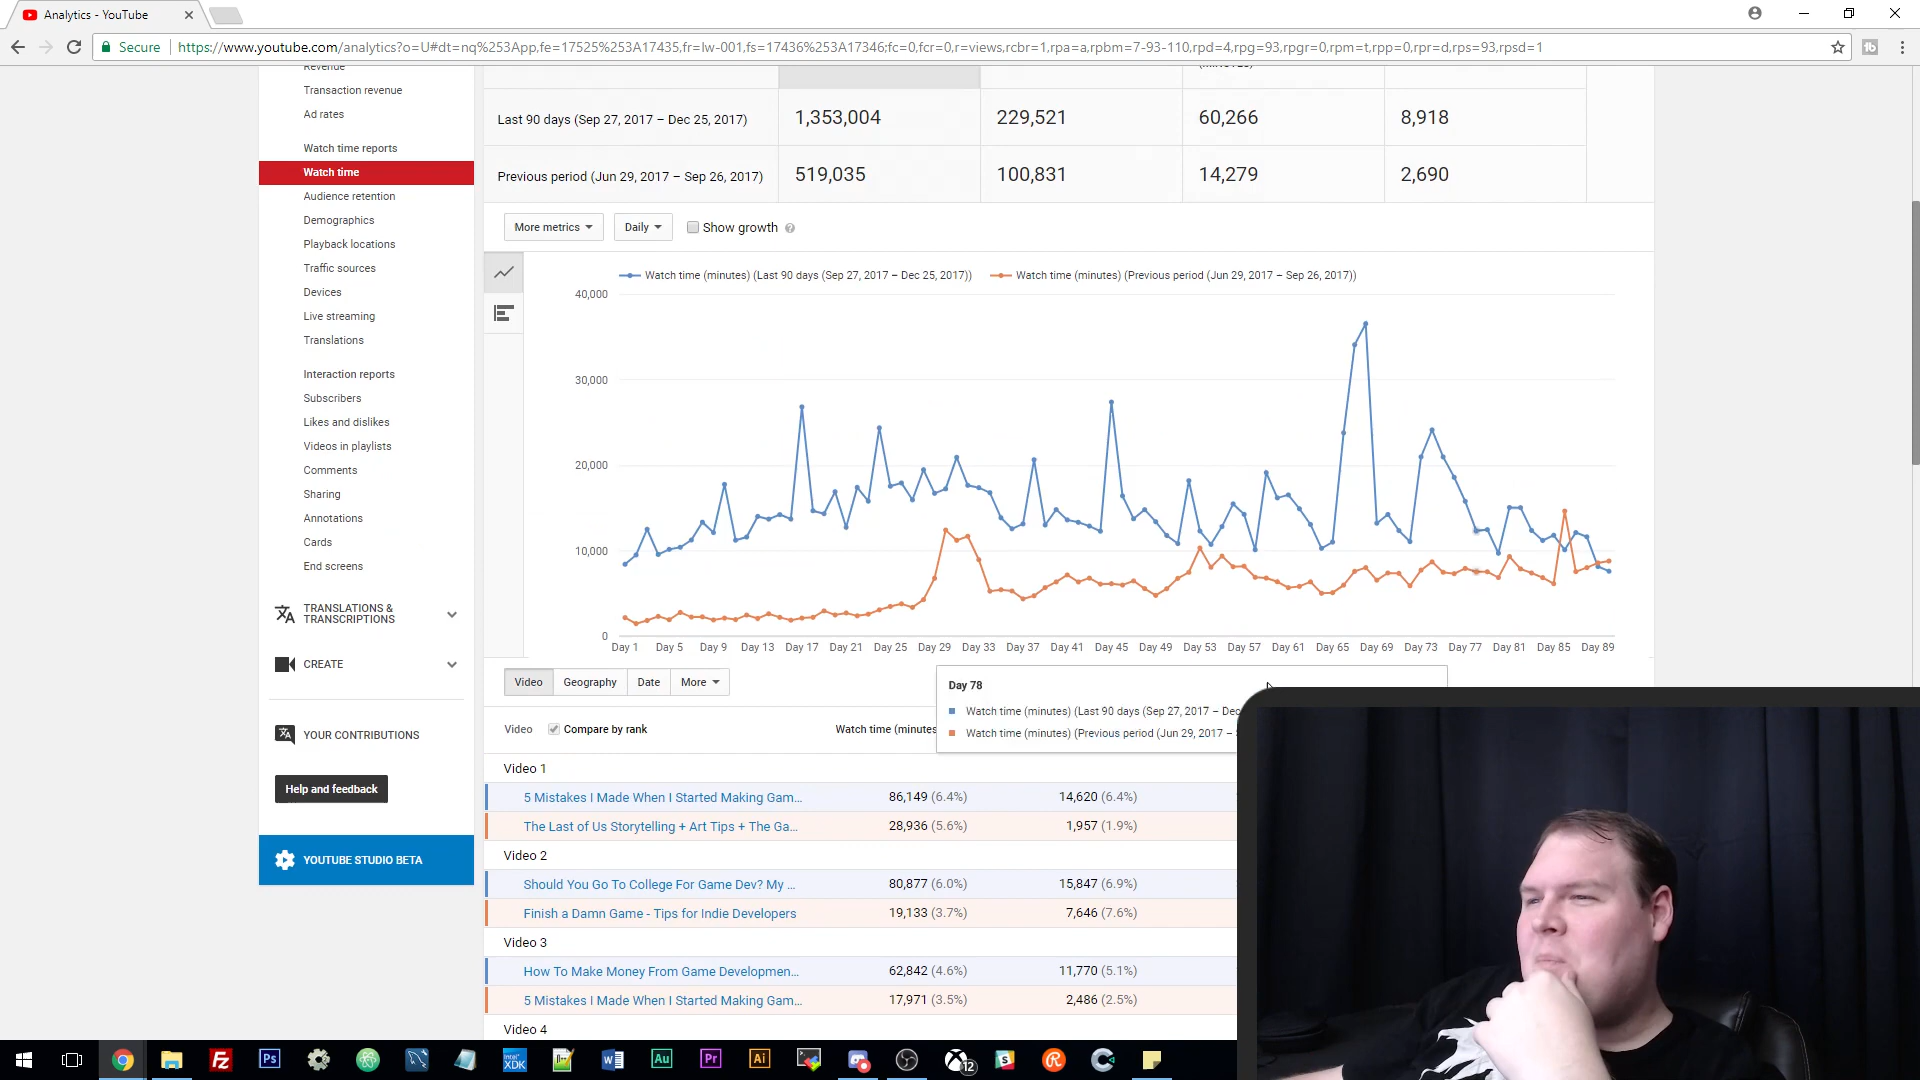 Analytics - YouTube
Secure
https://www.youtube.com/analytics?o=U#dt=nq%253App,fe=17525%253A17435,fr=lw-001,fs=17436%253A17346;fc=0,fcr=0,r=views,rcbr=1,rpa=a,rpbm=7-93-110,rpd=4,rpg=93,rpgr=0,rpm=t,rpp=0,rpr=d,rps=93,rpsd=1
Revenue
Transaction revenue
Ad rates
Watch time reports
Watch time
Audience retention
Demographics
Playback locations
Traffic sources
Devices
Live streaming
Translations
Interaction reports
Subscribers
Likes and dislikes
Videos in playlists
Comments
Sharing
Annotations
Cards
End screens
TRANSLATIONS &
TRANSCRIPTIONS
CREATE
YOUR CONTRIBUTIONS
Help and feedback
YOUTUBE STUDIO BETA
(MINUTES)
Last 90 days (Sep 27, 2017 – Dec 25, 2017) 1,353,004 229,521 60,266 8,918
Previous period (Jun 29, 2017 – Sep 26, 2017) 519,035 100,831 14,279 2,690
More metrics Daily Show growth ?
Watch time (minutes) (Last 90 days (Sep 27, 2017 – Dec 25, 2017)) Watch time (minutes) (Previous period (Jun 29, 2017 – Sep 26, 2017))
40,000
30,000
20,000
10,000
0
Day 1 Day 5 Day 9 Day 13 Day 17 Day 21 Day 25 Day 29 Day 33 Day 37 Day 41 Day 45 Day 49 Day 53 Day 57 Day 61 Day 65 Day 69 Day 73 Day 77 Day 81 Day 85 Day 89
Video Geography Date More
Day 78
Watch time (minutes) (Last 90 days (Sep 27, 2017 – Dec
Watch time (minutes) (Previous period (Jun 29, 2017 –
Video Compare by rank Watch time (minutes
Video 1
5 Mistakes I Made When I Started Making Gam... 86,149 (6.4%) 14,620 (6.4%)
The Last of Us Storytelling + Art Tips + The Ga... 28,936 (5.6%) 1,957 (1.9%)
Video 2
Should You Go To College For Game Dev? My ... 80,877 (6.0%) 15,847 (6.9%)
Finish a Damn Game - Tips for Indie Developers 19,133 (3.7%) 7,646 (7.6%)
Video 3
How To Make Money From Game Developmen... 62,842 (4.6%) 11,770 (5.1%)
5 Mistakes I Made When I Started Making Gam... 17,971 (3.5%) 2,486 (2.5%)
Video 4
Fz Ps intel XDK W Au Pr Ai 12 S R C